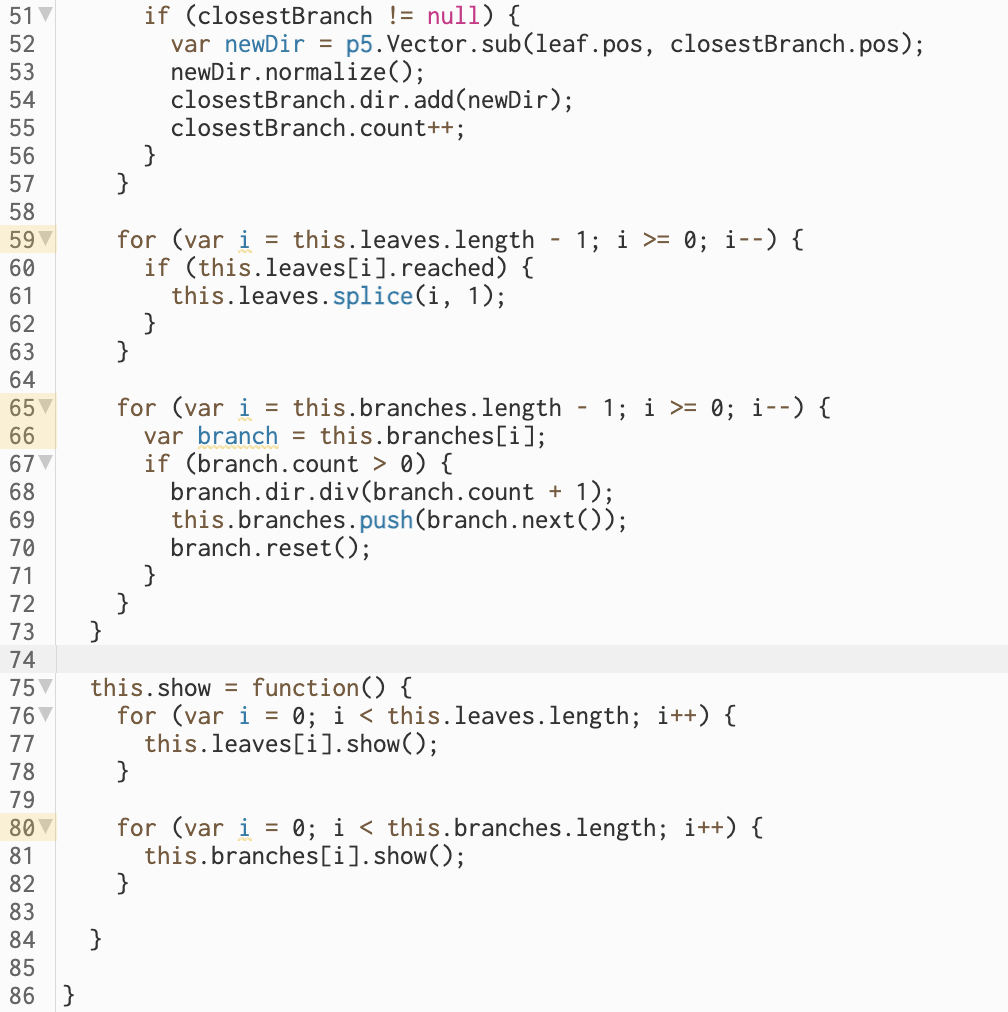 51 if (closestBranch != null) {
52 var newDir = p5.Vector.sub(leaf.pos, closestBranch.pos);
53 newDir.normalize();
54 closestBranch.dir.add(newDir);
55 closestBranch.count++;
56 }
57 }
58
59 for (var i = this.leaves.length - 1; i >= 0; i--) {
60 if (this.leaves[i].reached) {
61 this.leaves.splice(i, 1);
62 }
63 }
64
65 for (var i = this.branches.length - 1; i >= 0; i--) {
66 var branch = this.branches[i];
67 if (branch.count > 0) {
68 branch.dir.div(branch.count + 1);
69 this.branches.push(branch.next());
70 branch.reset();
71 }
72 }
73 }
74
75 this.show = function() {
76 for (var i = 0; i < this.leaves.length; i++) {
77 this.leaves[i].show();
78 }
79
80 for (var i = 0; i < this.branches.length; i++) {
81 this.branches[i].show();
82 }
83
84 }
85
86 }